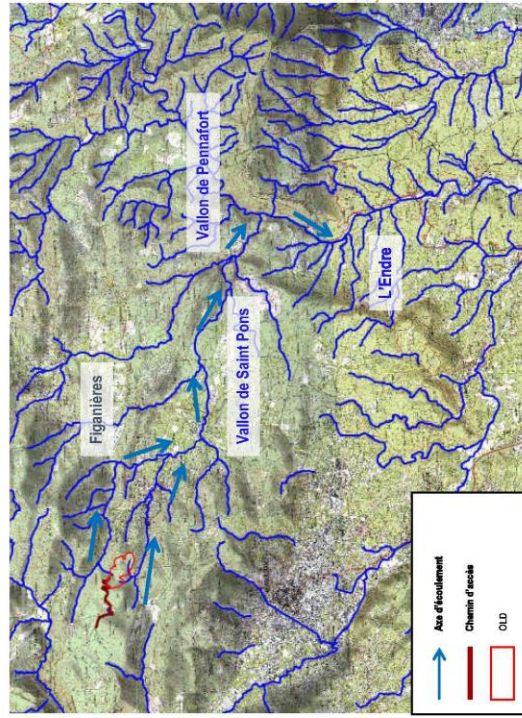 Figanières
Vallon de Pennafort
Vallon de Saint Pons
L'Endre
Axe d'écoulement
Chemin d'accès
OLD